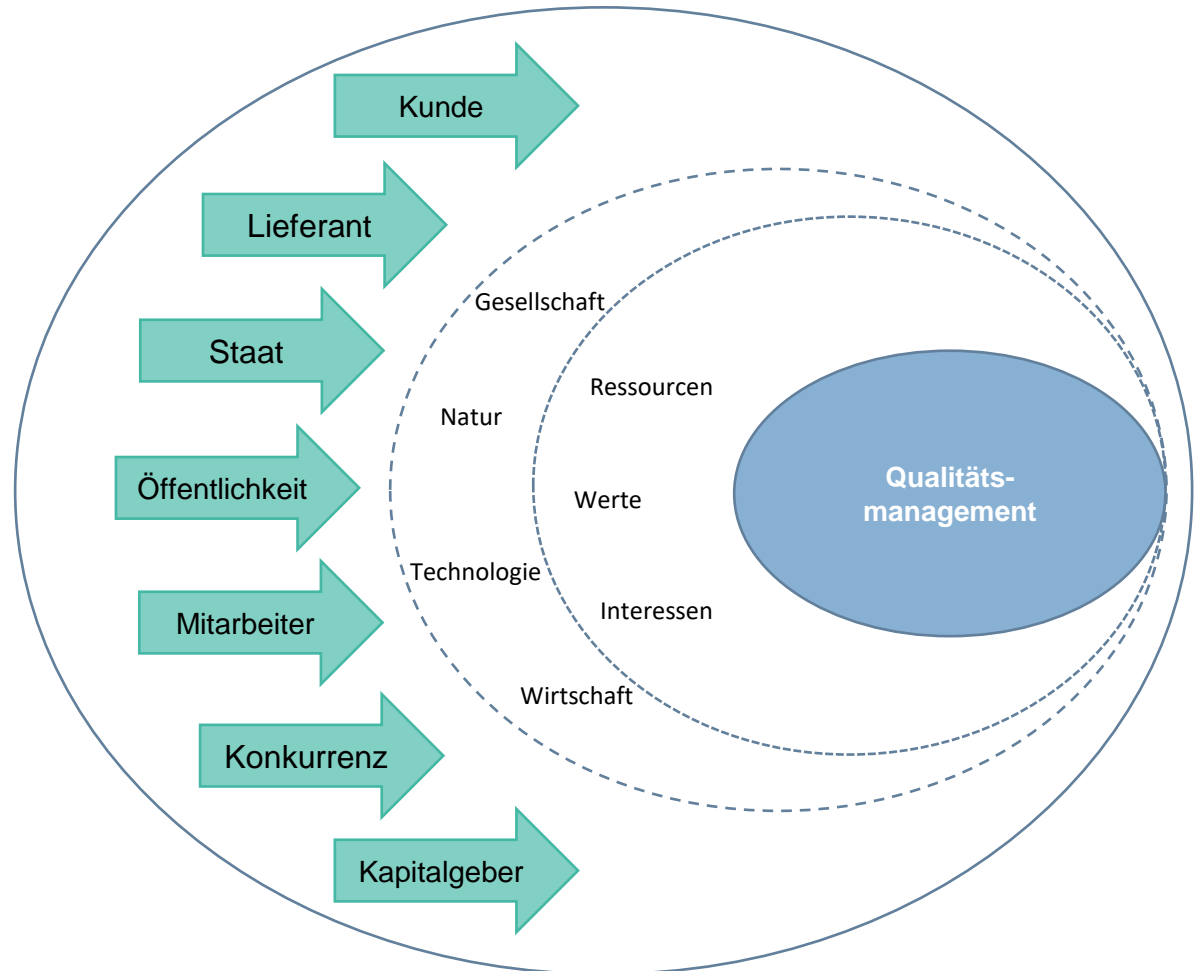 Kunde
Lieferant
Staat
Öffentlichkeit
Mitarbeiter
Konkurrenz
Kapitalgeber
Gesellschaft
Natur
Technologie
Wirtschaft
Ressourcen
Werte
Interessen
Qualitäts-
management